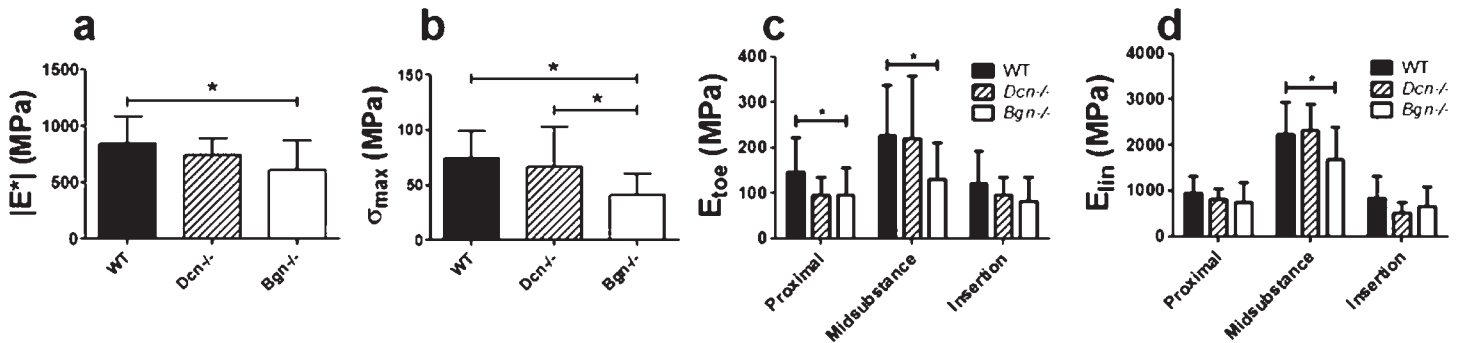 a
|E*| (MPa)
1500
1000
500
0
*
WT
Dcn-/-
Bgn-/-
b
σmax (MPa)
150
100
50
0
*
*
WT
Dcn-/-
Bgn-/-
c
Etoe (MPa)
400
300
200
100
0
*
*
WT
Dcn-/-
Bgn-/-
Proximal
Midsubstance
Insertion
d
Elin (MPa)
4000
3000
2000
1000
0
*
WT
Dcn-/-
Bgn-/-
Proximal
Midsubstance
Insertion